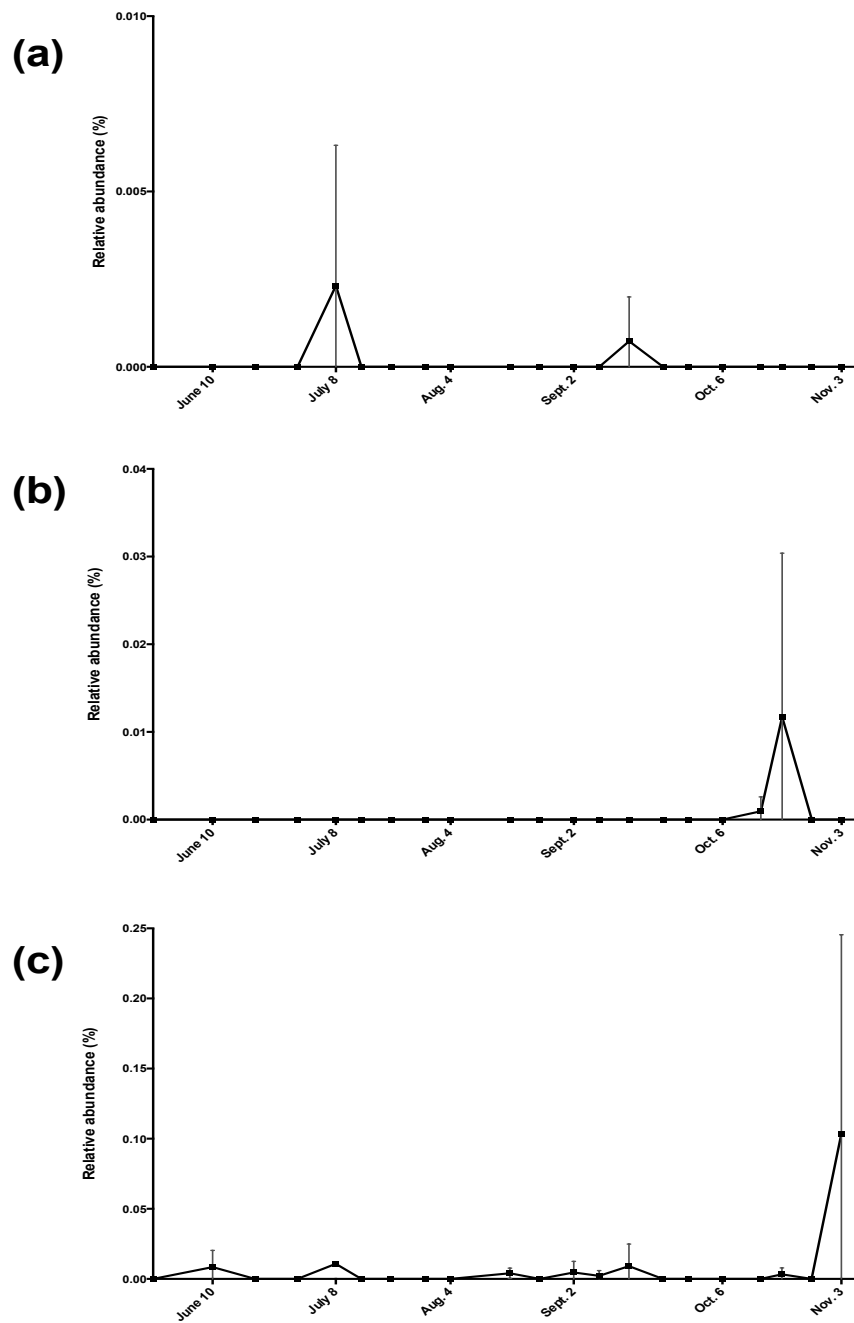 (a)
Relative abundance (%)
0.010
0.005
0.000
June 10
July 8
Aug. 4
Sept. 2
Oct. 6
Nov. 3
(b)
Relative abundance (%)
0.04
0.03
0.02
0.01
0.00
June 10
July 8
Aug. 4
Sept. 2
Oct. 6
Nov. 3
(c)
Relative abundance (%)
0.25
0.20
0.15
0.10
0.05
0.00
June 10
July 8
Aug. 4
Sept. 2
Oct. 6
Nov. 3